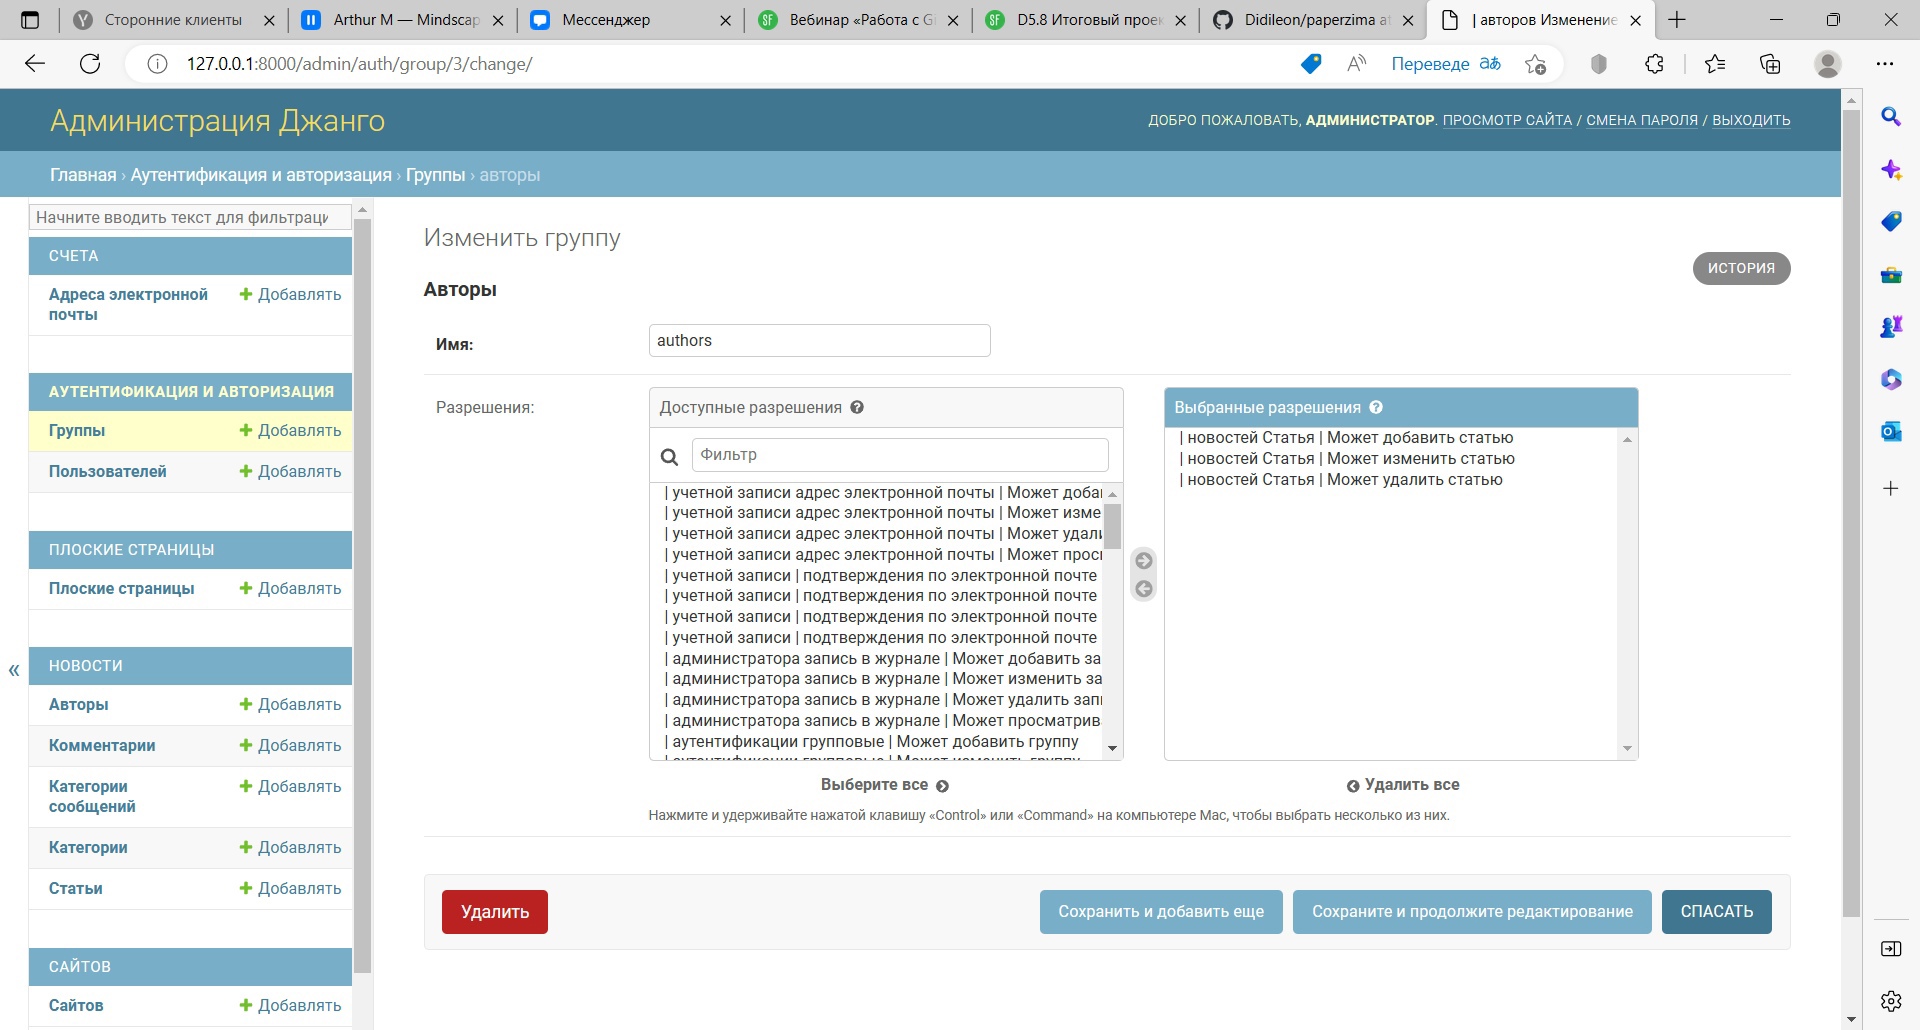 Сторонние клиенты
Arthur M — Mindscap
Мессенджер
Вебинар «Работа с G
D5.8 Итоговый проек
Didileon/paperzima a
| авторов Изменение
127.0.0.1:8000/admin/auth/group/3/change/
Переведе
Администрация Джанго
ДОБРО ПОЖАЛОВАТЬ, АДМИНИСТРАТОР. ПРОСМОТР САЙТА / СМЕНА ПАРОЛЯ / ВЫХОДИТЬ
Главная › Аутентификация и авторизация › Группы › авторы
Начните вводить текст для фильтраци
СЧЕТА
Адреса электронной почты
Добавлять
АУТЕНТИФИКАЦИЯ И АВТОРИЗАЦИЯ
Группы
Добавлять
Пользователей
Добавлять
ПЛОСКИЕ СТРАНИЦЫ
Плоские страницы
Добавлять
НОВОСТИ
Авторы
Добавлять
Комментарии
Добавлять
Категории сообщений
Добавлять
Категории
Добавлять
Статьи
Добавлять
САЙТОВ
Сайтов
Добавлять
«
Изменить группу
ИСТОРИЯ
Авторы
Имя:
authors
Разрешения:
Доступные разрешения
Фильтр
| учетной записи адрес электронной почты | Может доба
| учетной записи адрес электронной почты | Может изме
| учетной записи адрес электронной почты | Может удал
| учетной записи адрес электронной почты | Может прос
| учетной записи | подтверждения по электронной почте
| учетной записи | подтверждения по электронной почте
| учетной записи | подтверждения по электронной почте
| учетной записи | подтверждения по электронной почте
| администратора запись в журнале | Может добавить за
| администратора запись в журнале | Может изменить за
| администратора запись в журнале | Может удалить зап
| администратора запись в журнале | Может просматрив
| аутентификации групповые | Может добавить группу
| аутентификации групповые | Может изменить группу
Выберите все
Выбранные разрешения
| новостей Статья | Может добавить статью
| новостей Статья | Может изменить статью
| новостей Статья | Может удалить статью
Удалить все
Нажмите и удерживайте нажатой клавишу «Control» или «Command» на компьютере Mac, чтобы выбрать несколько из них.
Удалить
Сохранить и добавить еще
Сохраните и продолжите редактирование
СПАСАТЬ